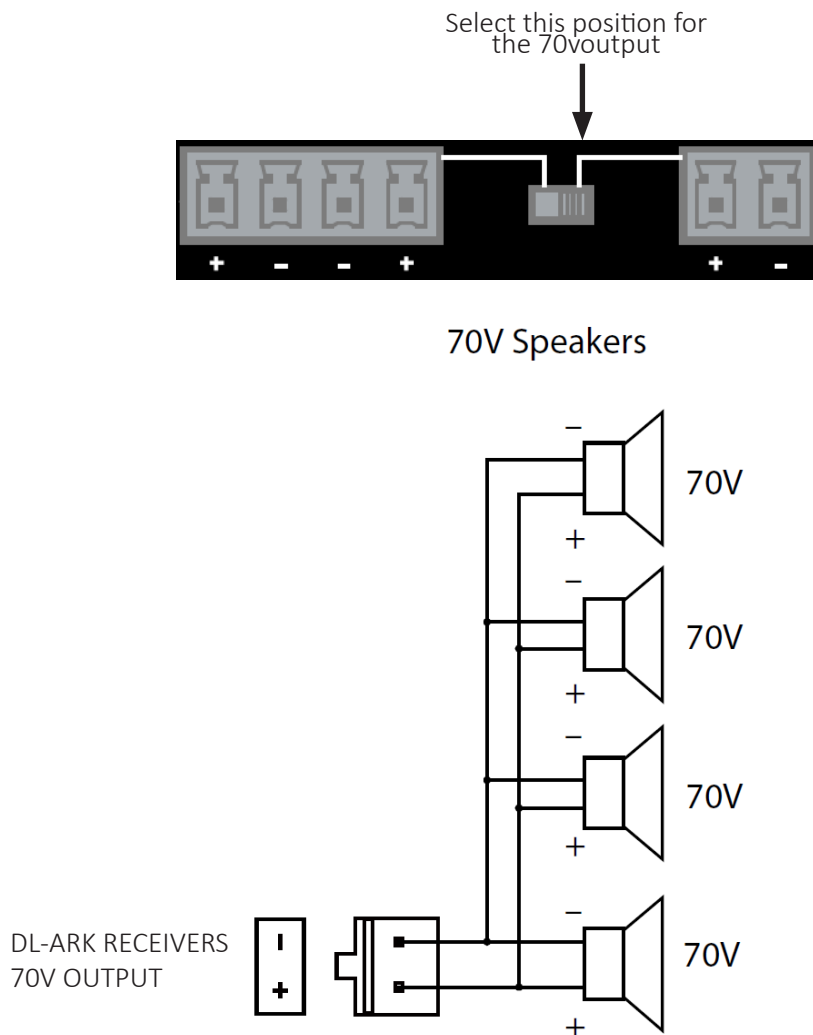 Select this position for
the 70voutput
+ - - + + -
70V Speakers
–
70V
+
–
70V
+
–
70V
+
–
DL-ARK RECEIVERS
70V OUTPUT
-
+
70V
+